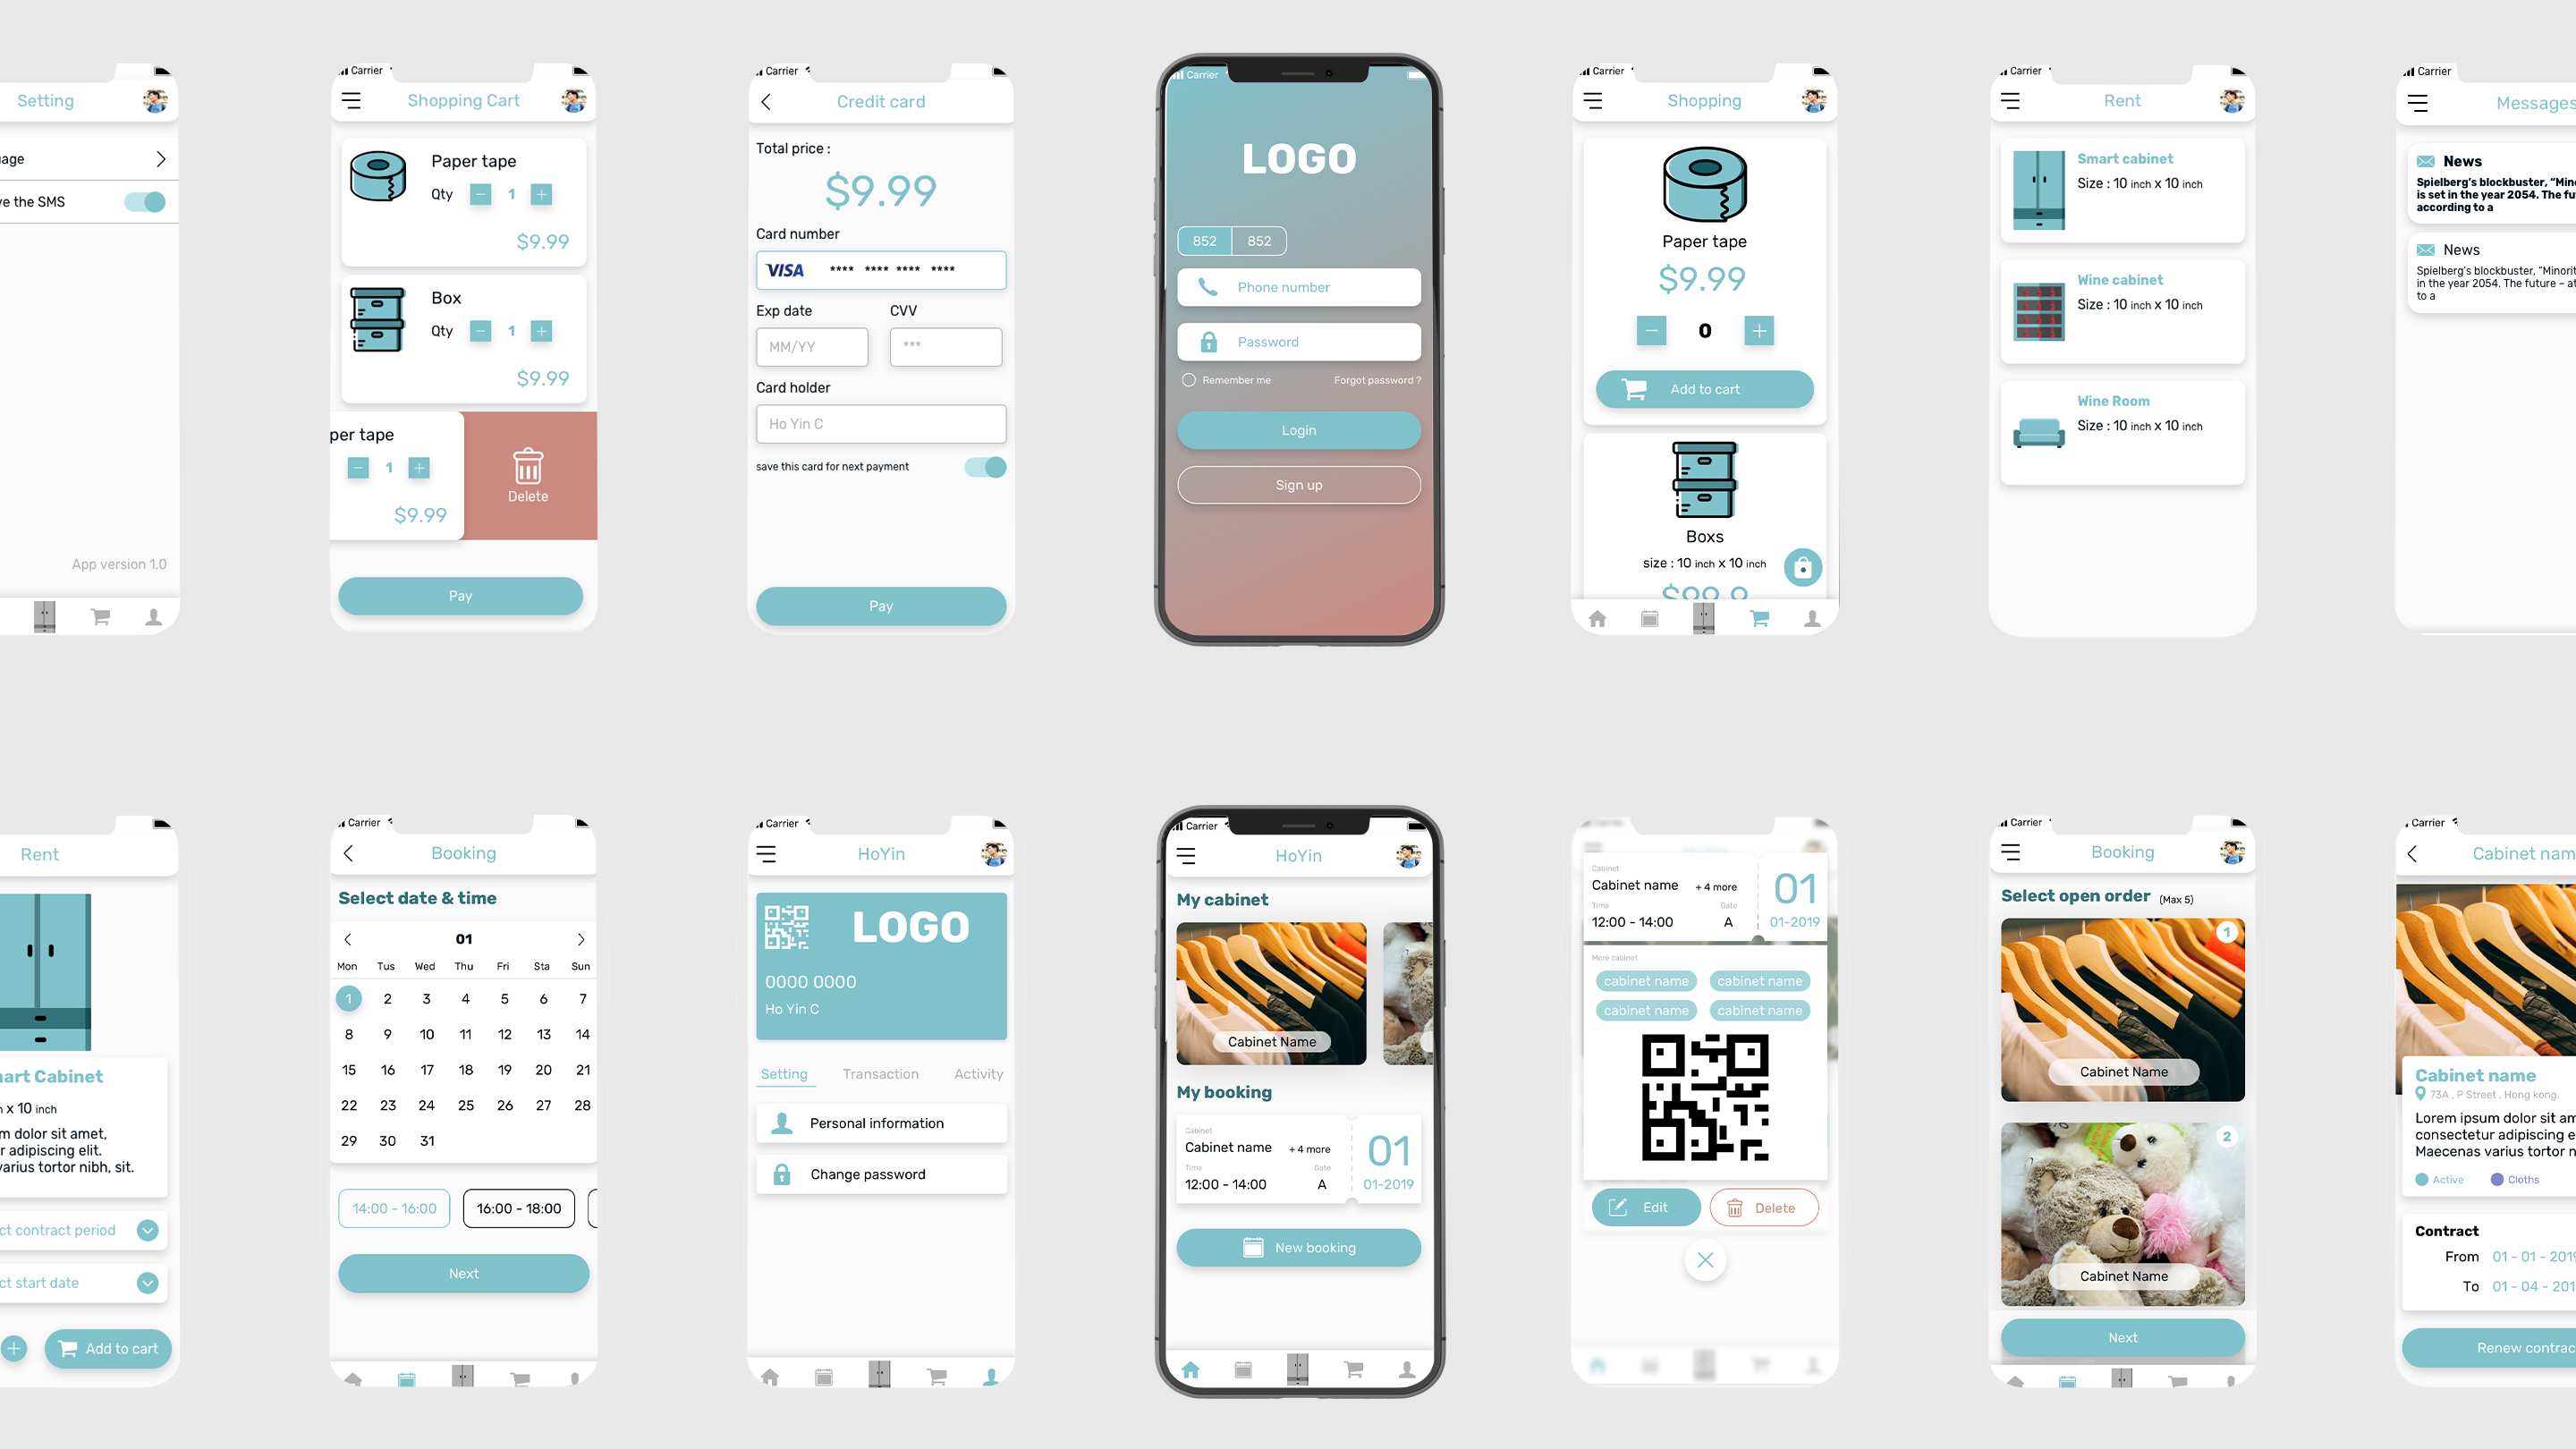 Setting
age
ve the SMS
App version 1.0
Carrier
Shopping Cart
Paper tape
Qty 1
$9.99
Box
Qty 1
$9.99
per tape
1
$9.99
Delete
Pay
Carrier
Credit card
Total price :
$9.99
Card number
VISA **** **** **** ****
Exp date CVV
MM/YY ***
Card holder
Ho Yin C
save this card for next payment
Pay
Carrier
LOGO
852 852
Phone number
Password
Remember me Forgot password ?
Login
Sign up
Carrier
Shopping
Paper tape
$9.99
0
Add to cart
Boxs
size : 10 inch x 10 inch
$99.9
Carrier
Rent
Smart cabinet
Size : 10 inch x 10 inch
Wine cabinet
Size : 10 inch x 10 inch
Wine Room
Size : 10 inch x 10 inch
Carrier
Messages
News
Spielberg's blockbuster, “Min
is set in the year 2054. The fu
according to a
News
Spielberg's blockbuster, “Minorit
in the year 2054. The future – at
to a
Rent
art Cabinet
x 10 inch
m dolor sit amet,
r adipiscing elit.
varius tortor nibh, sit.
ct contract period
ct start date
Add to cart
Carrier
Booking
Select date & time
01
Mon Tus Wed Thu Fri Sta Sun
1 2 3 4 5 6 7
8 9 10 11 12 13 14
15 16 17 18 19 20 21
22 23 24 25 26 27 28
29 30 31
14:00 - 16:00 16:00 - 18:00
Next
Carrier
HoYin
LOGO
0000 0000
Ho Yin C
Setting Transaction Activity
Personal information
Change password
Carrier
HoYin
My cabinet
Cabinet Name
My booking
Cabinet
Cabinet name + 4 more
Time Gate
12:00 - 14:00 A
01
01-2019
New booking
Cabinet
Cabinet name + 4 more
Time Gate
12:00 - 14:00 A
01
01-2019
More cabinet
cabinet name cabinet name
cabinet name cabinet name
Edit Delete
Carrier
Booking
Select open order (Max 5)
1
Cabinet Name
2
Cabinet Name
Next
Carrier
Cabinet nam
Cabinet name
73A , P Street , Hong kong.
Lorem ipsum dolor sit am
consectetur adipiscing e
Maecenas varius tortor n
Active Cloths
Contract
From 01 - 01 - 2019
To 01 - 04 - 201
Renew contrac